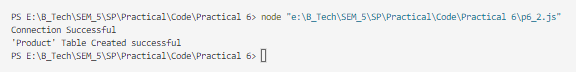 PS E:\B_Tech\SEM_5\SP\Practical\Code\Practical 6> node "e:\B_Tech\SEM_5\SP\Practical\Code\Practical 6\p6_2.js"
Connection Successful
'Product' Table Created successful
PS E:\B_Tech\SEM_5\SP\Practical\Code\Practical 6>